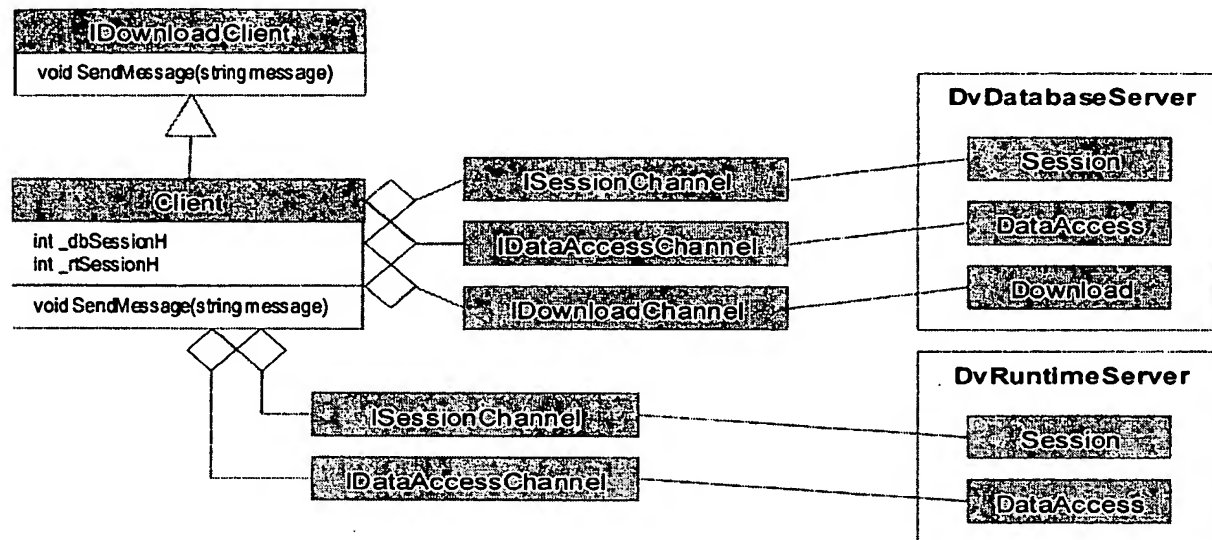 IDownloadClient
void SendMessage(string message)
Client
int _dbSessionH
int _rtSessionH
void SendMessage(string message)
ISessionChannel
IDataAccessChannel
IDownloadChannel
DvDatabaseServer
Session
DataAccess
Download
ISessionChannel
IDataAccessChannel
DvRuntimeServer
Session
DataAccess